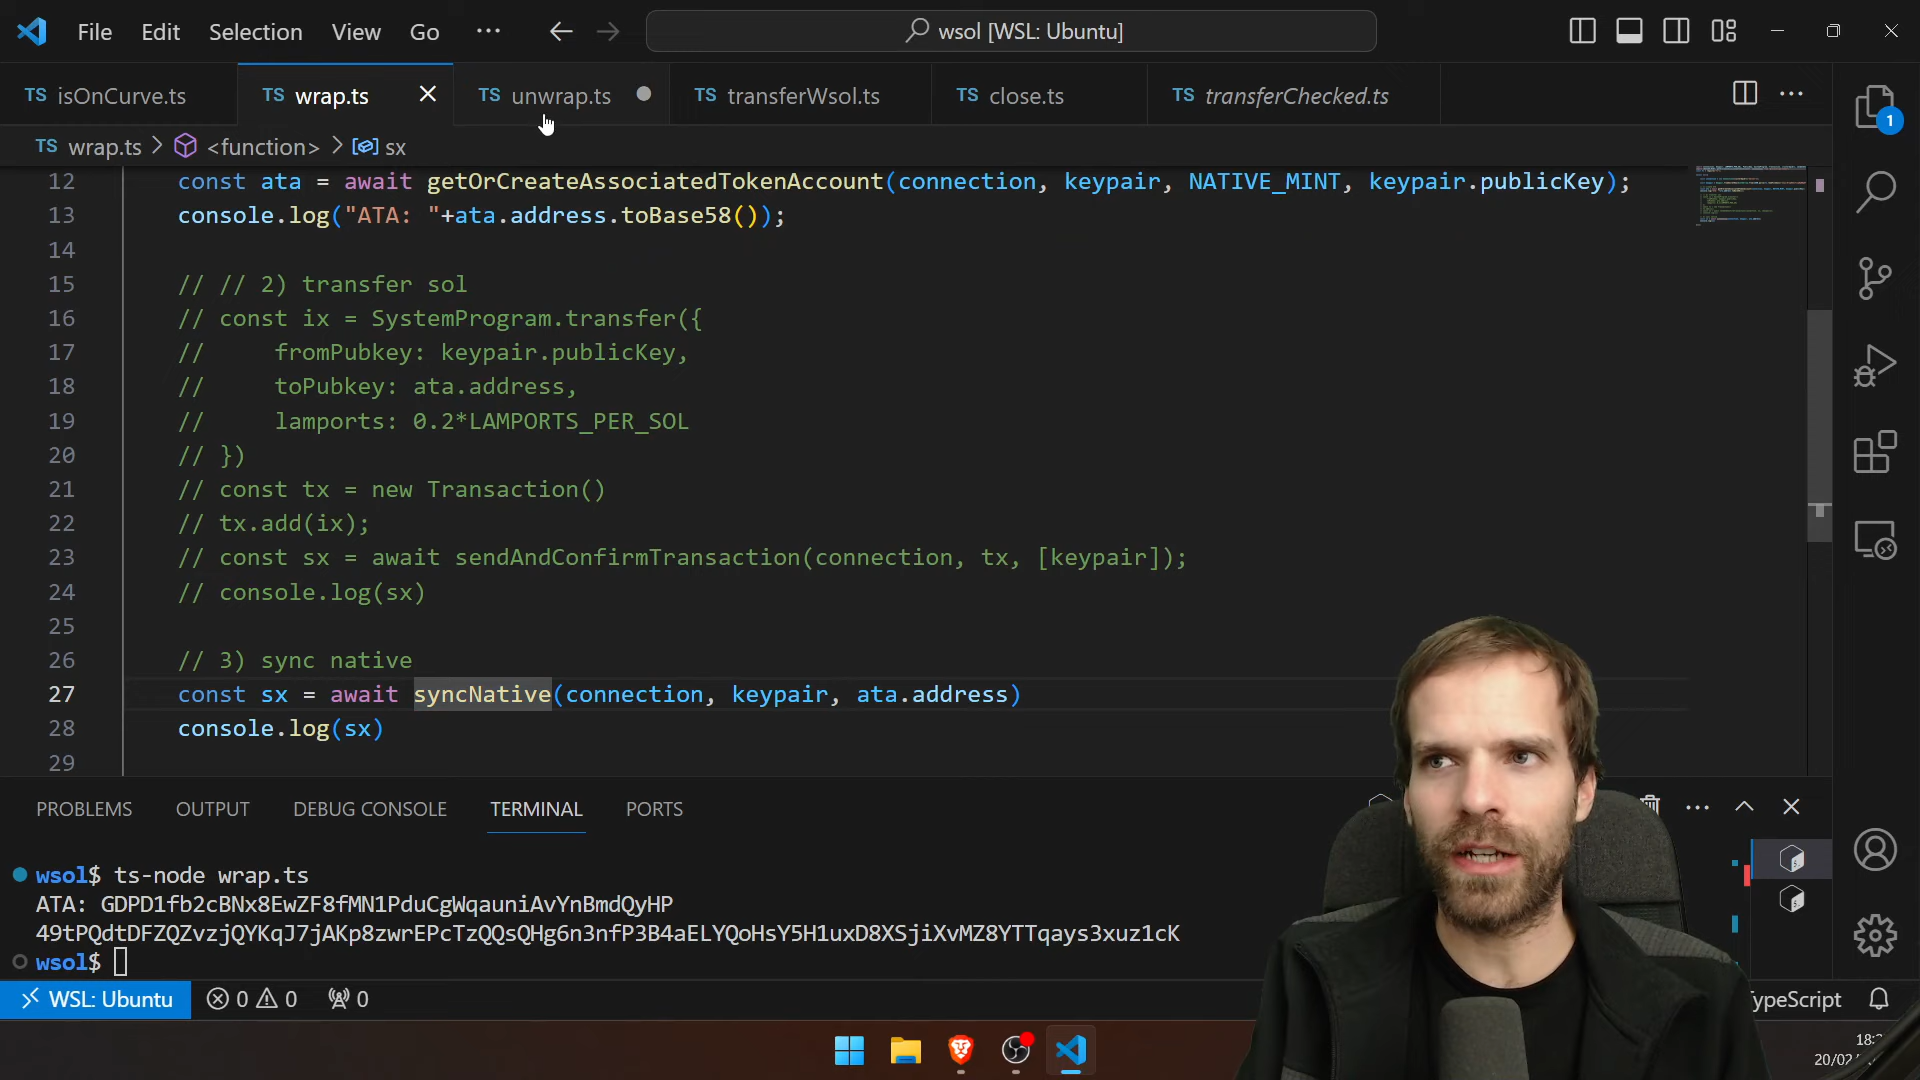 File Edit Selection View Go ··· wsol [WSL: Ubuntu]
TS isOnCurve.ts TS wrap.ts TS unwrap.ts TS transferWsol.ts TS close.ts TS transferChecked.ts
TS wrap.ts > <function> > sx
1
12 const ata = await getOrCreateAssociatedTokenAccount(connection, keypair, NATIVE_MINT, keypair.publicKey);
13 console.log("ATA: "+ata.address.toBase58());
14
15 // // 2) transfer sol
16 // const ix = SystemProgram.transfer({
17 // fromPubkey: keypair.publicKey,
18 // toPubkey: ata.address,
19 // lamports: 0.2*LAMPORTS_PER_SOL
20 // })
21 // const tx = new Transaction()
22 // tx.add(ix);
23 // const sx = await sendAndConfirmTransaction(connection, tx, [keypair]);
24 // console.log(sx)
25
26 // 3) sync native
27 const sx = await syncNative(connection, keypair, ata.address)
28 console.log(sx)
29
PROBLEMS OUTPUT DEBUG CONSOLE TERMINAL PORTS
wsol$ ts-node wrap.ts
ATA: GDPD1fb2cBNx8EwZF8fMN1PduCgWqauniAvYnBmdQyHP
49tPQdtDFZQZvzjQYKqJ7jAKp8zwrEPcTzQQsQHg6n3nfP3B4aELYQoHsY5H1uxD8XSjiXvMZ8YTTqays3xuz1cK
wsol$
WSL: Ubuntu 0 0 0 TypeScript
18:
20/02/